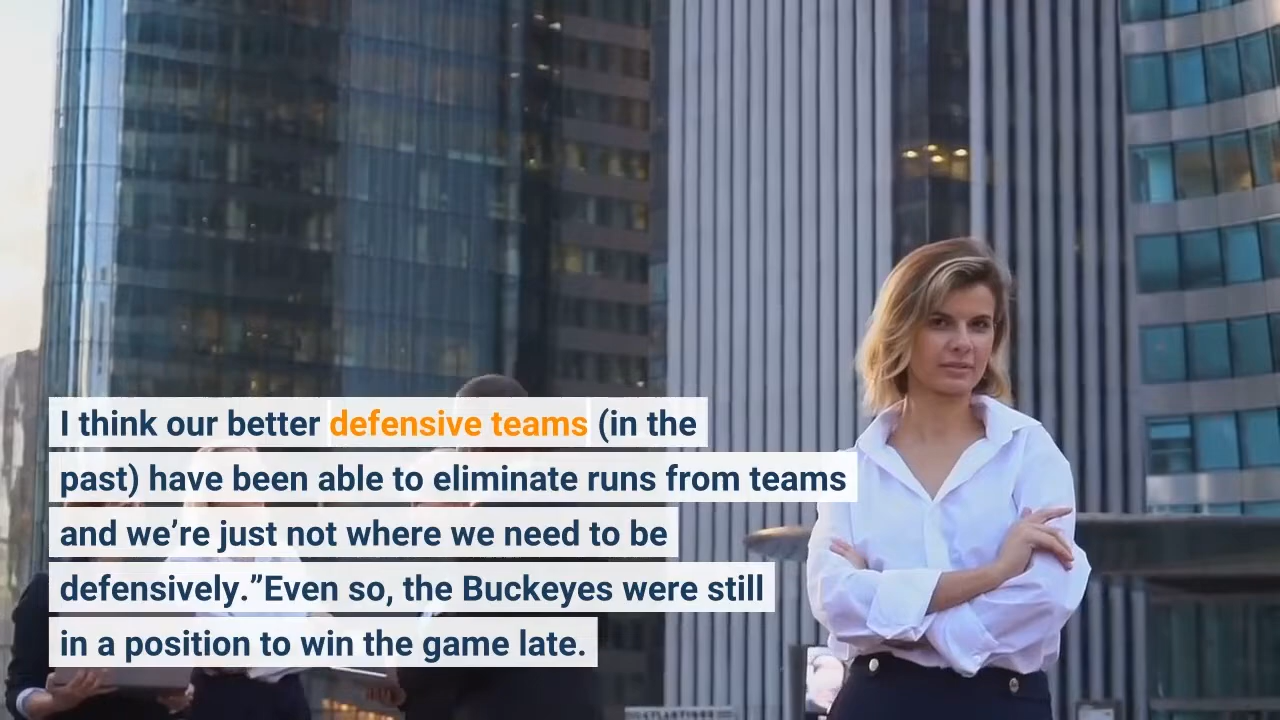 I think our better defensive teams (in the
past) have been able to eliminate runs from teams
and we’re just not where we need to be
defensively.”Even so, the Buckeyes were still
in a position to win the game late.